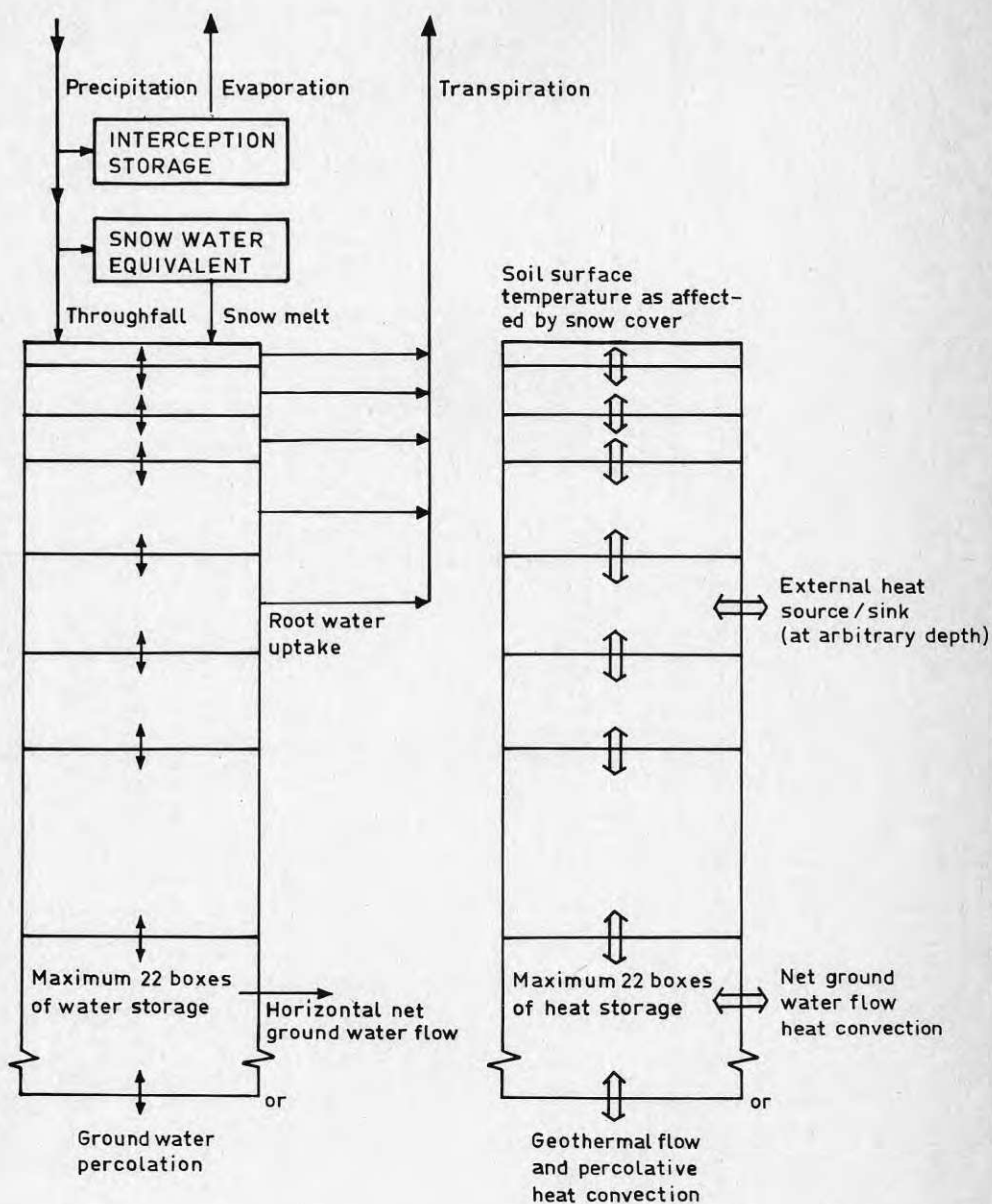 Precipitation
Evaporation
Transpiration
INTERCEPTION
STORAGE
SNOW WATER
EQUIVALENT
Throughfall
Snow melt
Soil surface
temperature as affect-
ed by snow cover
External heat
source/sink
(at arbitrary depth)
Root water
uptake
Maximum 22 boxes
of water storage
Horizontal net
ground water flow
Maximum 22 boxes
of heat storage
Net ground
water flow
heat convection
or
or
Ground water
percolation
Geothermal flow
and percolative
heat convection